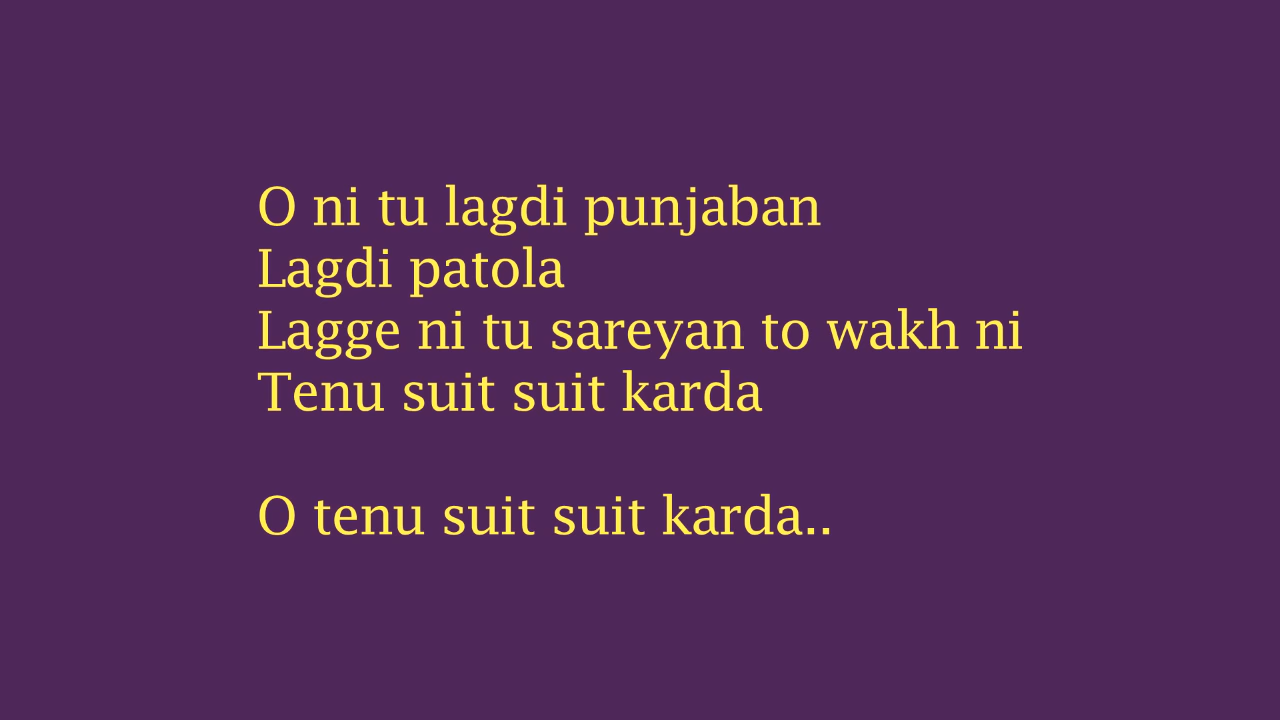 O ni tu lagdi punjaban
Lagdi patola
Lagge ni tu sareyan to wakh ni
Tenu suit suit karda
O tenu suit suit karda..